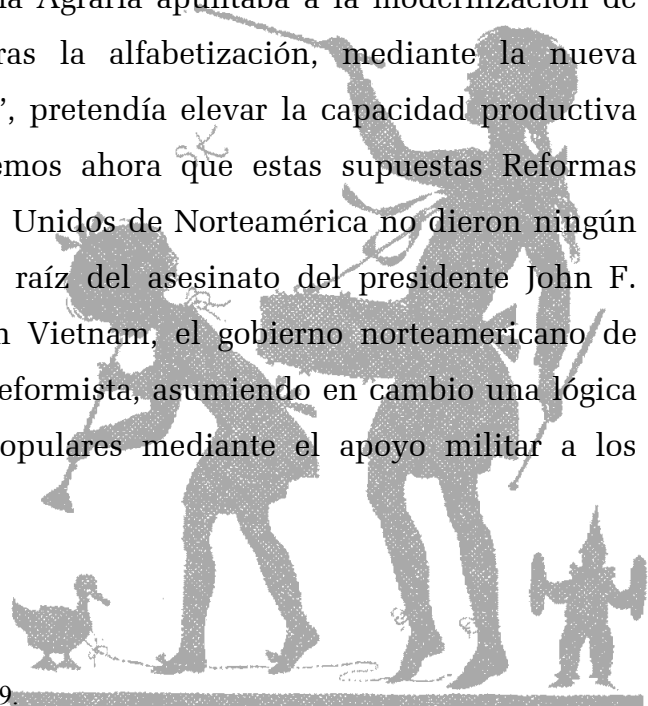 Agraria apuntaba a la modernización de
la alfabetización, mediante la nueva
”, pretendía elevar la capacidad productiva
emos ahora que estas supuestas Reformas
Unidos de Norteamérica no dieron ningún
raíz del asesinato del presidente John F.
n Vietnam, el gobierno norteamericano de
eformista, asumiendo en cambio una lógica
opulares mediante el apoyo militar a los
9.